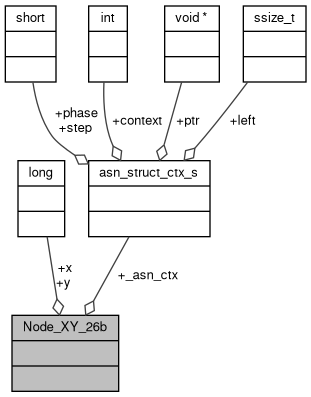 short
int
void *
ssize_t
+phase
+step
+context
+ptr
+left
long
asn_struct_ctx_s
+x
+y
+_asn_ctx
Node_XY_26b